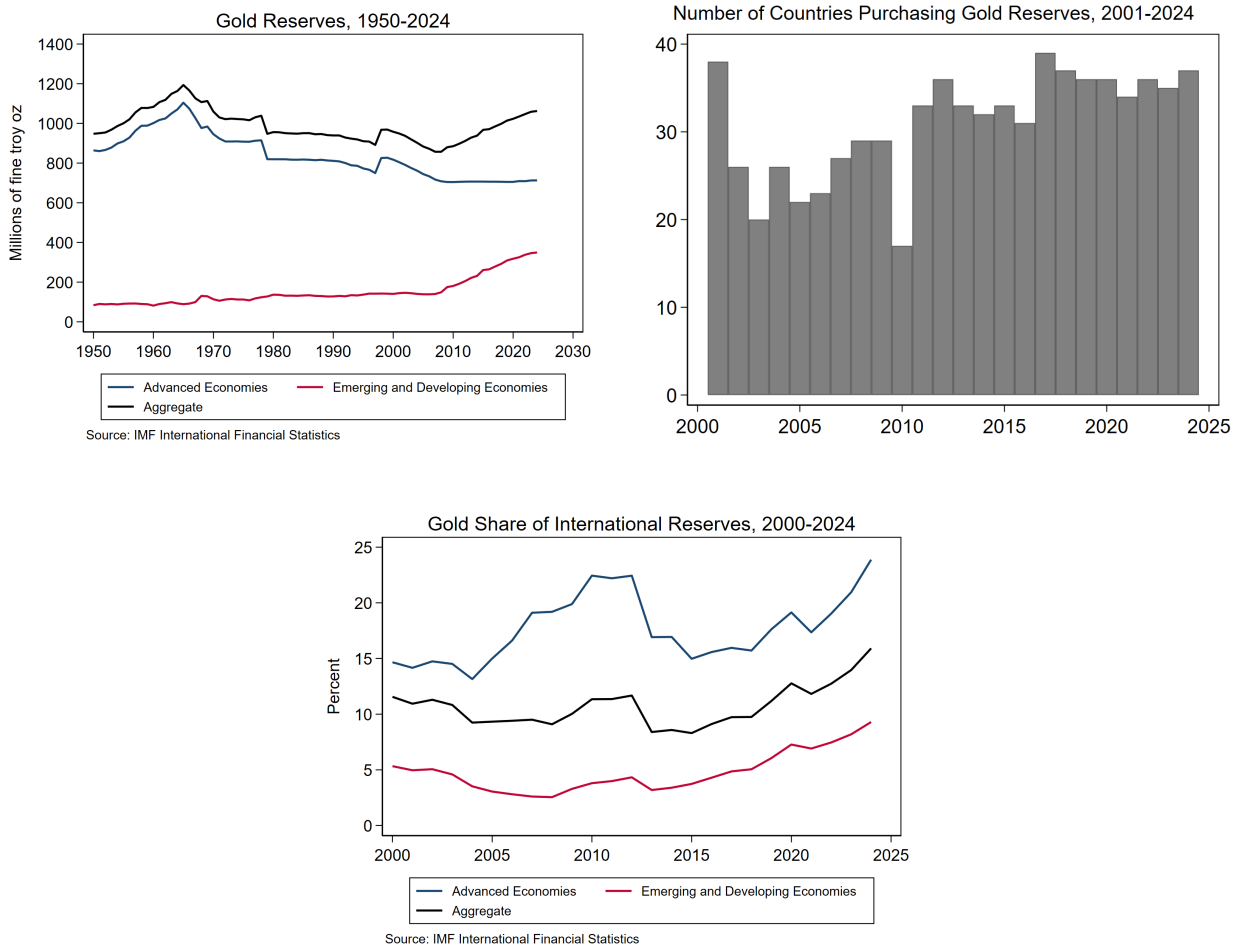 Gold Reserves, 1950-2024
Millions of fine troy oz
1400
1200
1000
800
600
400
200
0
1950 1960 1970 1980 1990 2000 2010 2020 2030
Advanced Economies Emerging and Developing Economies
Aggregate
Source: IMF International Financial Statistics
Number of Countries Purchasing Gold Reserves, 2001-2024
40
30
20
10
0
2000 2005 2010 2015 2020 2025
Gold Share of International Reserves, 2000-2024
Percent
25
20
15
10
5
0
2000 2005 2010 2015 2020 2025
Advanced Economies Emerging and Developing Economies
Aggregate
Source: IMF International Financial Statistics